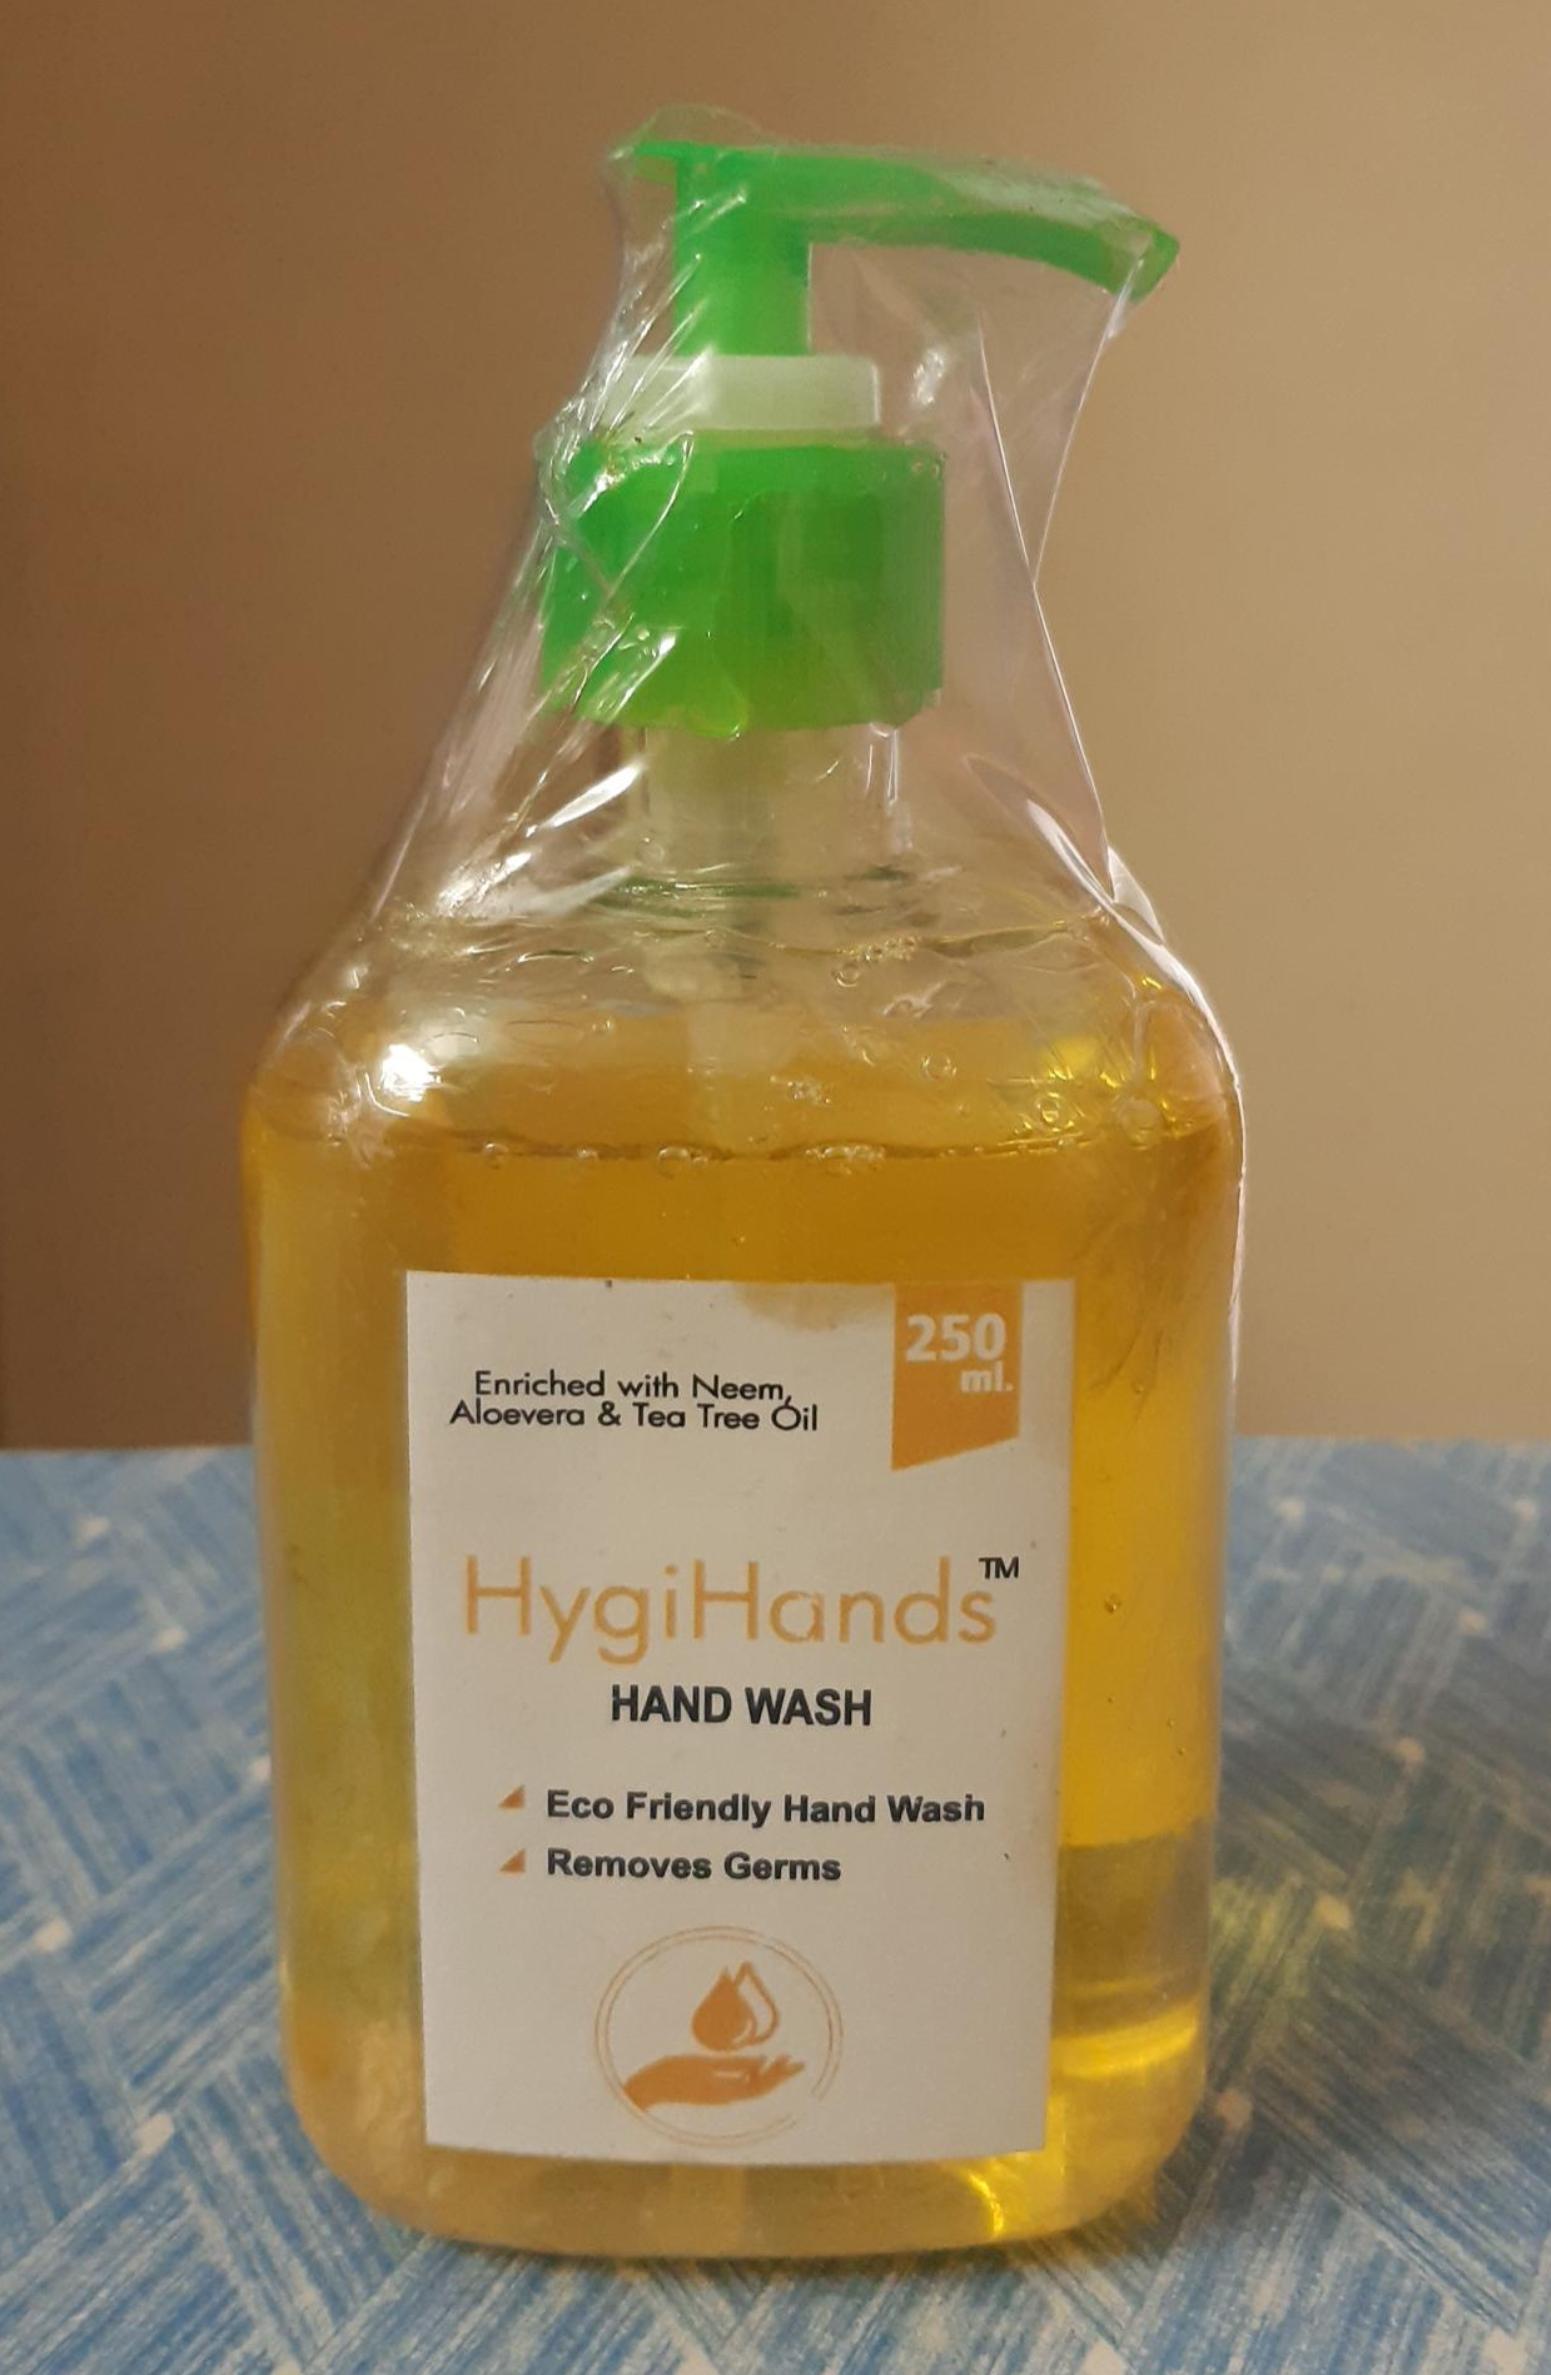 250
ml.
Enriched with Neem,
Aloevera & Tea Tree Oil
HygiHands™
HAND WASH
Eco Friendly Hand Wash
Removes Germs